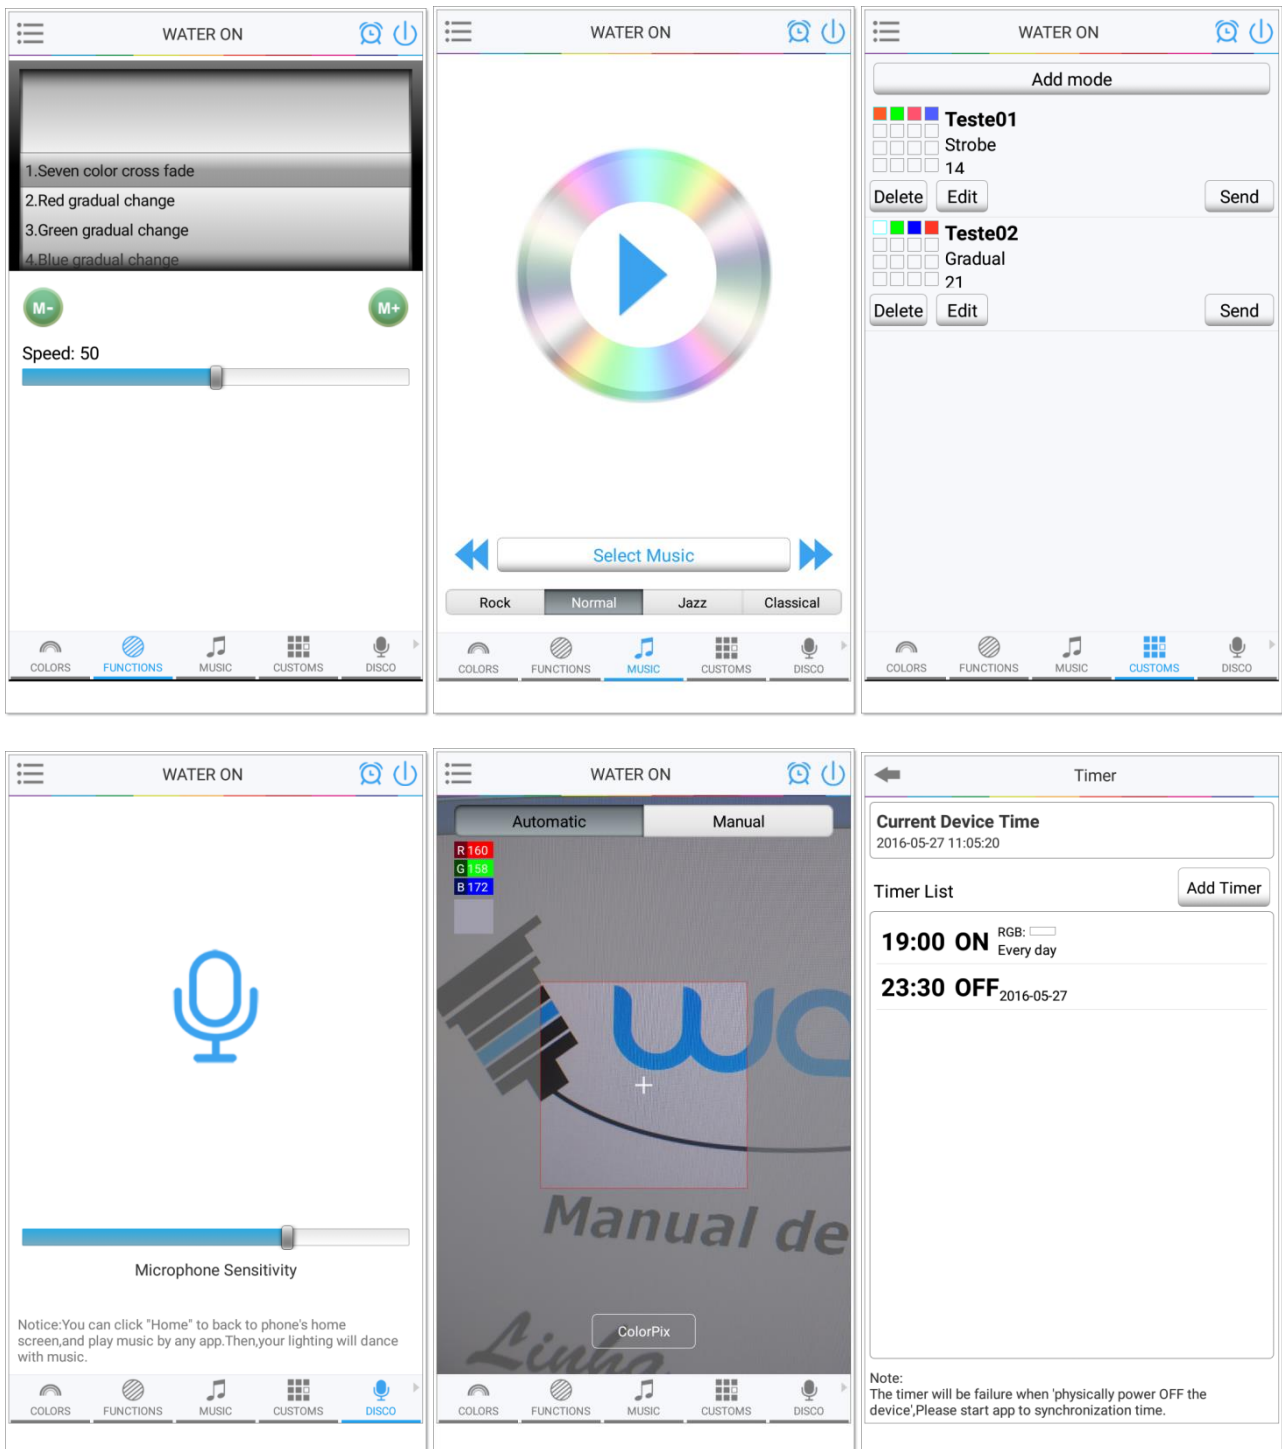 WATER ON
1.Seven color cross fade
2.Red gradual change
3.Green gradual change
4.Blue gradual change
M-
M+
Speed: 50
COLORS FUNCTIONS MUSIC CUSTOMS DISCO
WATER ON
Select Music
Rock Normal Jazz Classical
COLORS FUNCTIONS MUSIC CUSTOMS DISCO
WATER ON
Add mode
Teste01
Strobe
14
Delete Edit Send
Teste02
Gradual
21
Delete Edit Send
COLORS FUNCTIONS MUSIC CUSTOMS DISCO
WATER ON
Microphone Sensitivity
Notice:You can click "Home" to back to phone's home
screen,and play music by any app.Then,your lighting will dance
with music.
COLORS FUNCTIONS MUSIC CUSTOMS DISCO
WATER ON
Automatic Manual
R 160
G 158
B 172
Manual de
Linha
ColorPix
COLORS FUNCTIONS MUSIC CUSTOMS DISCO
Timer
Current Device Time
2016-05-27 11:05:20
Timer List
Add Timer
19:00 ON RGB:
Every day
23:30 OFF 2016-05-27
Note:
The timer will be failure when 'physically power OFF the
device',Please start app to synchronization time.